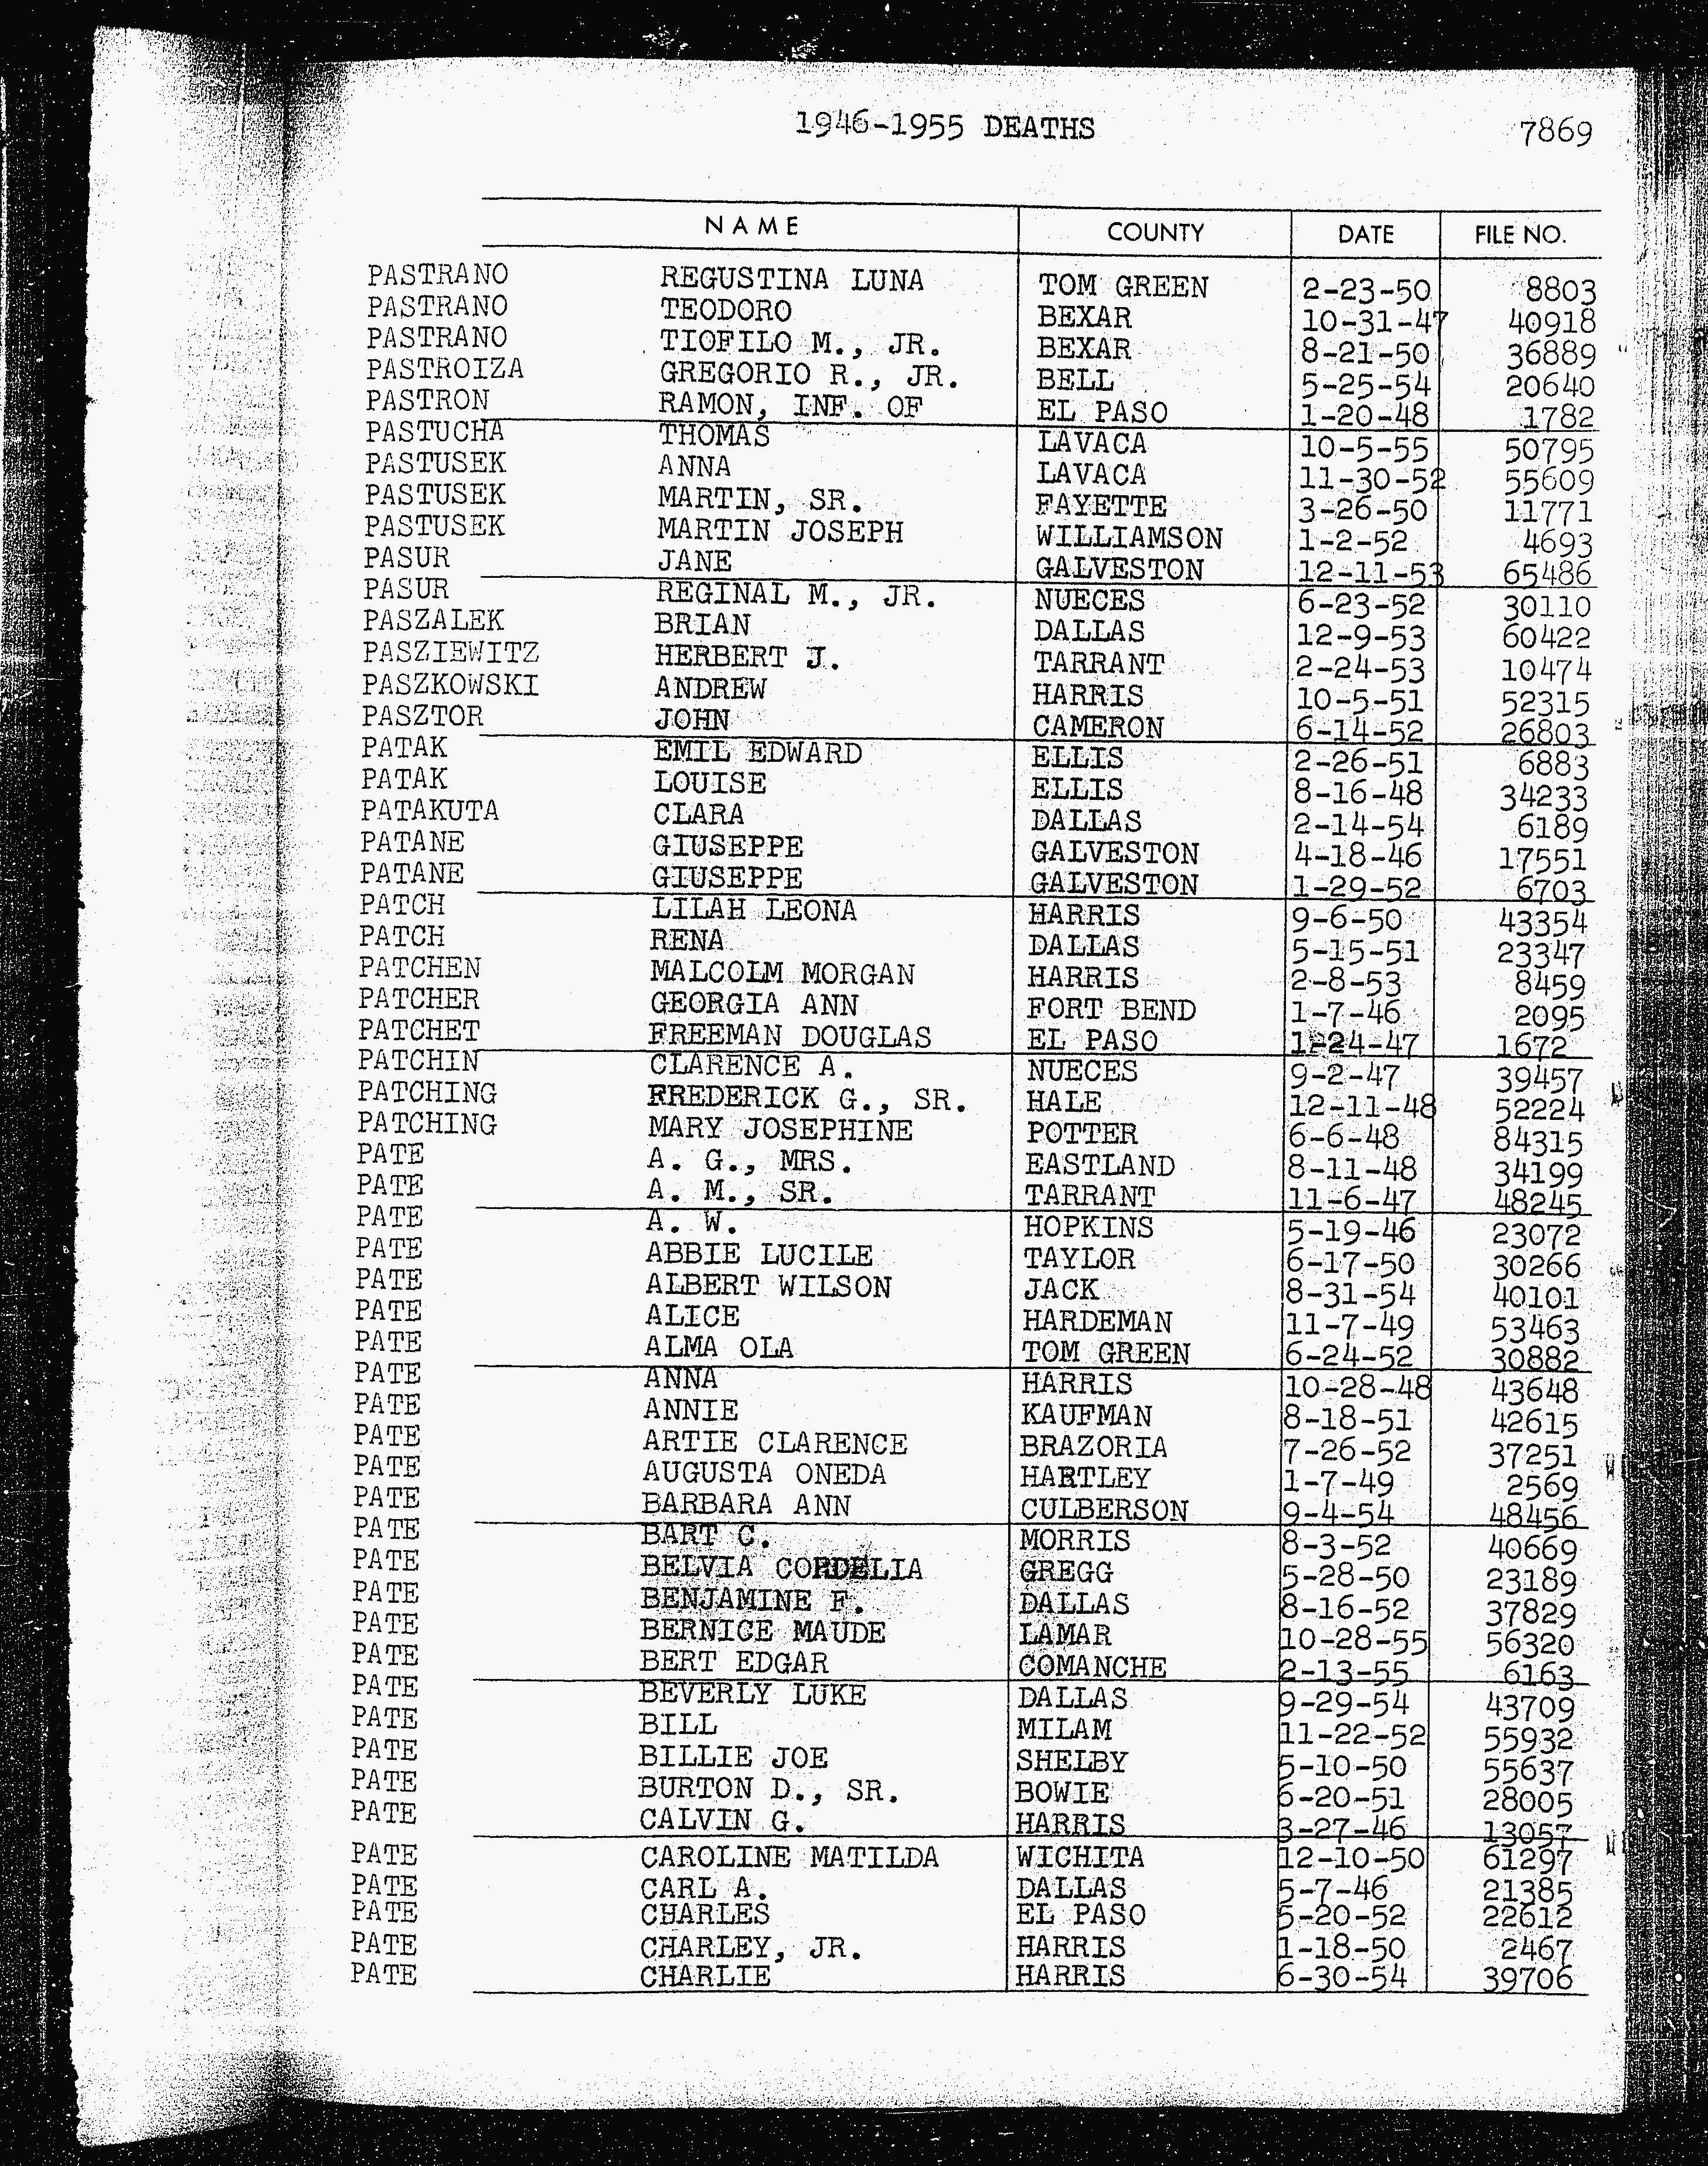 1946-1955 DEATHS 7869
NAME COUNTY DATE FILE NO.
PASTRANO REGUSTINA LUNA TOM GREEN 2-23-50 8803
PASTRANO TEODORO BEXAR 10-31-47 40918
PASTRANO TIOFILO M., JR. BEXAR 8-21-50 36889
PASTROIZA GREGORIO R., JR. BELL 5-25-54 20640
PASTRON RAMON, INF. OF EL PASO 1-20-48 1782
PASTUCHA THOMAS LAVACA 10-5-55 50795
PASTUSEK ANNA LAVACA 11-30-52 55609
PASTUSEK MARTIN, SR. FAYETTE 3-26-50 11771
PASTUSEK MARTIN JOSEPH WILLIAMSON 1-2-52 4693
PASUR JANE GALVESTON 12-11-53 65486
PASUR REGINAL M., JR. NUECES 6-23-52 30110
PASZALEK BRIAN DALLAS 12-9-53 60422
PASZIEWITZ HERBERT J. TARRANT 2-24-53 10474
PASZKOWSKI ANDREW HARRIS 10-5-51 52315
PASZTOR JOHN CAMERON 6-14-52 26803
PATAK EMIL EDWARD ELLIS 2-26-51 6883
PATAK LOUISE ELLIS 8-16-48 34233
PATAKUTA CLARA DALLAS 2-14-54 6189
PATANE GIUSEPPE GALVESTON 4-18-46 17551
PATANE GIUSEPPE GALVESTON 1-29-52 6703
PATCH LILAH LEONA HARRIS 9-6-50 43354
PATCH RENA DALLAS 5-15-51 23347
PATCHEN MALCOLM MORGAN HARRIS 2-8-53 8459
PATCHER GEORGIA ANN FORT BEND 1-7-46 2095
PATCHET FREEMAN DOUGLAS EL PASO 1-24-47 1672
PATCHIN CLARENCE A. NUECES 9-2-47 39457
PATCHING FREDERICK G., SR. HALE 12-11-48 52224
PATCHING MARY JOSEPHINE POTTER 6-6-48 84315
PATE A. G., MRS. EASTLAND 8-11-48 34199
PATE A. M., SR. TARRANT 11-6-47 48245
PATE A. W. HOPKINS 5-19-46 23072
PATE ABBIE LUCILE TAYLOR 6-17-50 30266
PATE ALBERT WILSON JACK 8-31-54 40101
PATE ALICE HARDEMAN 11-7-49 53463
PATE ALMA OLA TOM GREEN 6-24-52 30882
PATE ANNA HARRIS 10-28-48 43648
PATE ANNIE KAUFMAN 8-18-51 42615
PATE ARTIE CLARENCE BRAZORIA 7-26-52 37251
PATE AUGUSTA ONEDA HARTLEY 1-7-49 2569
PATE BARBARA ANN CULBERSON 9-4-54 48456
PATE BART C. MORRIS 8-3-52 40669
PATE BELVIA CORDELIA GREGG 5-28-50 23189
PATE BENJAMINE F. DALLAS 8-16-52 37829
PATE BERNICE MAUDE LAMAR 10-28-55 56320
PATE BERT EDGAR COMANCHE 2-13-55 6163
PATE BEVERLY LUKE DALLAS 9-29-54 43709
PATE BILL MILAM 11-22-52 55932
PATE BILLIE JOE SHELBY 5-10-50 55637
PATE BURTON D., SR. BOWIE 6-20-51 28005
PATE CALVIN G. HARRIS 3-27-46 13057
PATE CAROLINE MATILDA WICHITA 12-10-50 61297
PATE CARL A. DALLAS 5-7-46 21385
PATE CHARLES EL PASO 5-20-52 22612
PATE CHARLEY, JR. HARRIS 1-18-50 2467
PATE CHARLIE HARRIS 6-30-54 39706